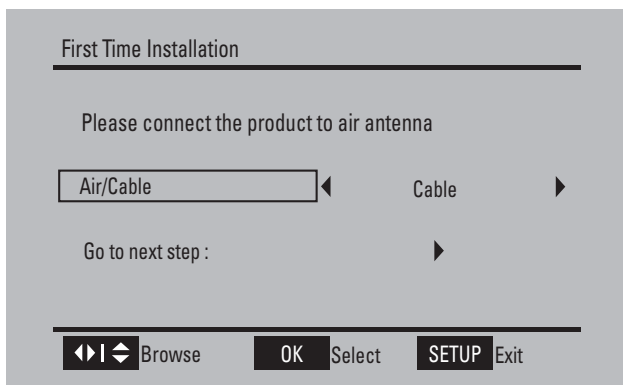 First Time Installation
Please connect the product to air antenna
Air/Cable Cable
Go to next step :
Browse OK Select SETUP Exit